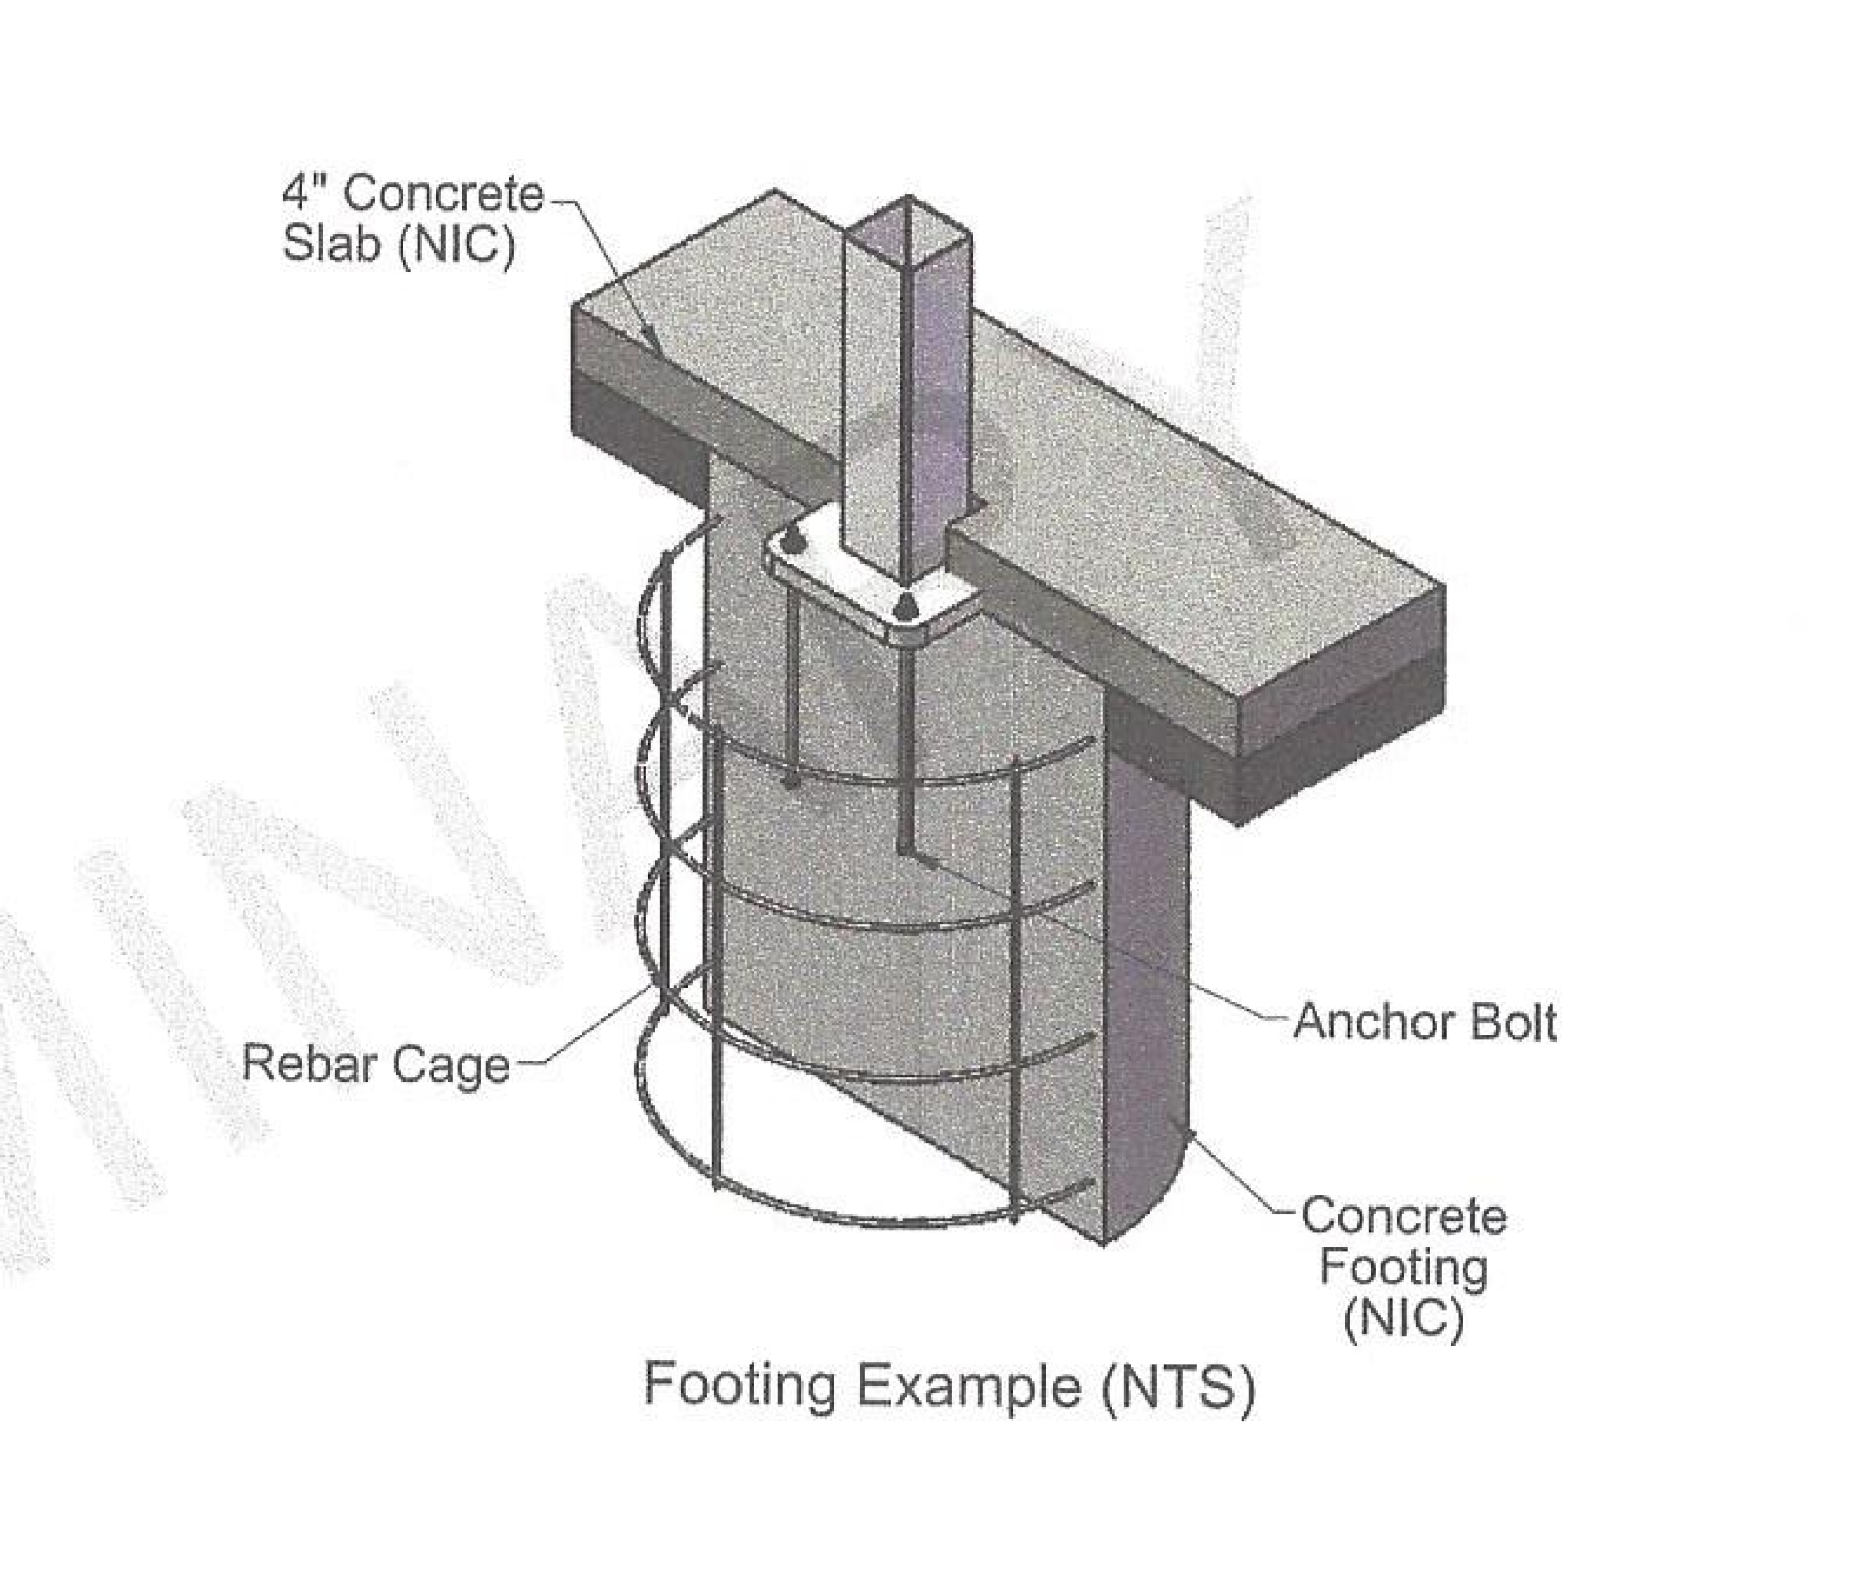 4" Concrete
Slab (NIC)
Rebar Cage
Anchor Bolt
Concrete
Footing
(NIC)
Footing Example (NTS)